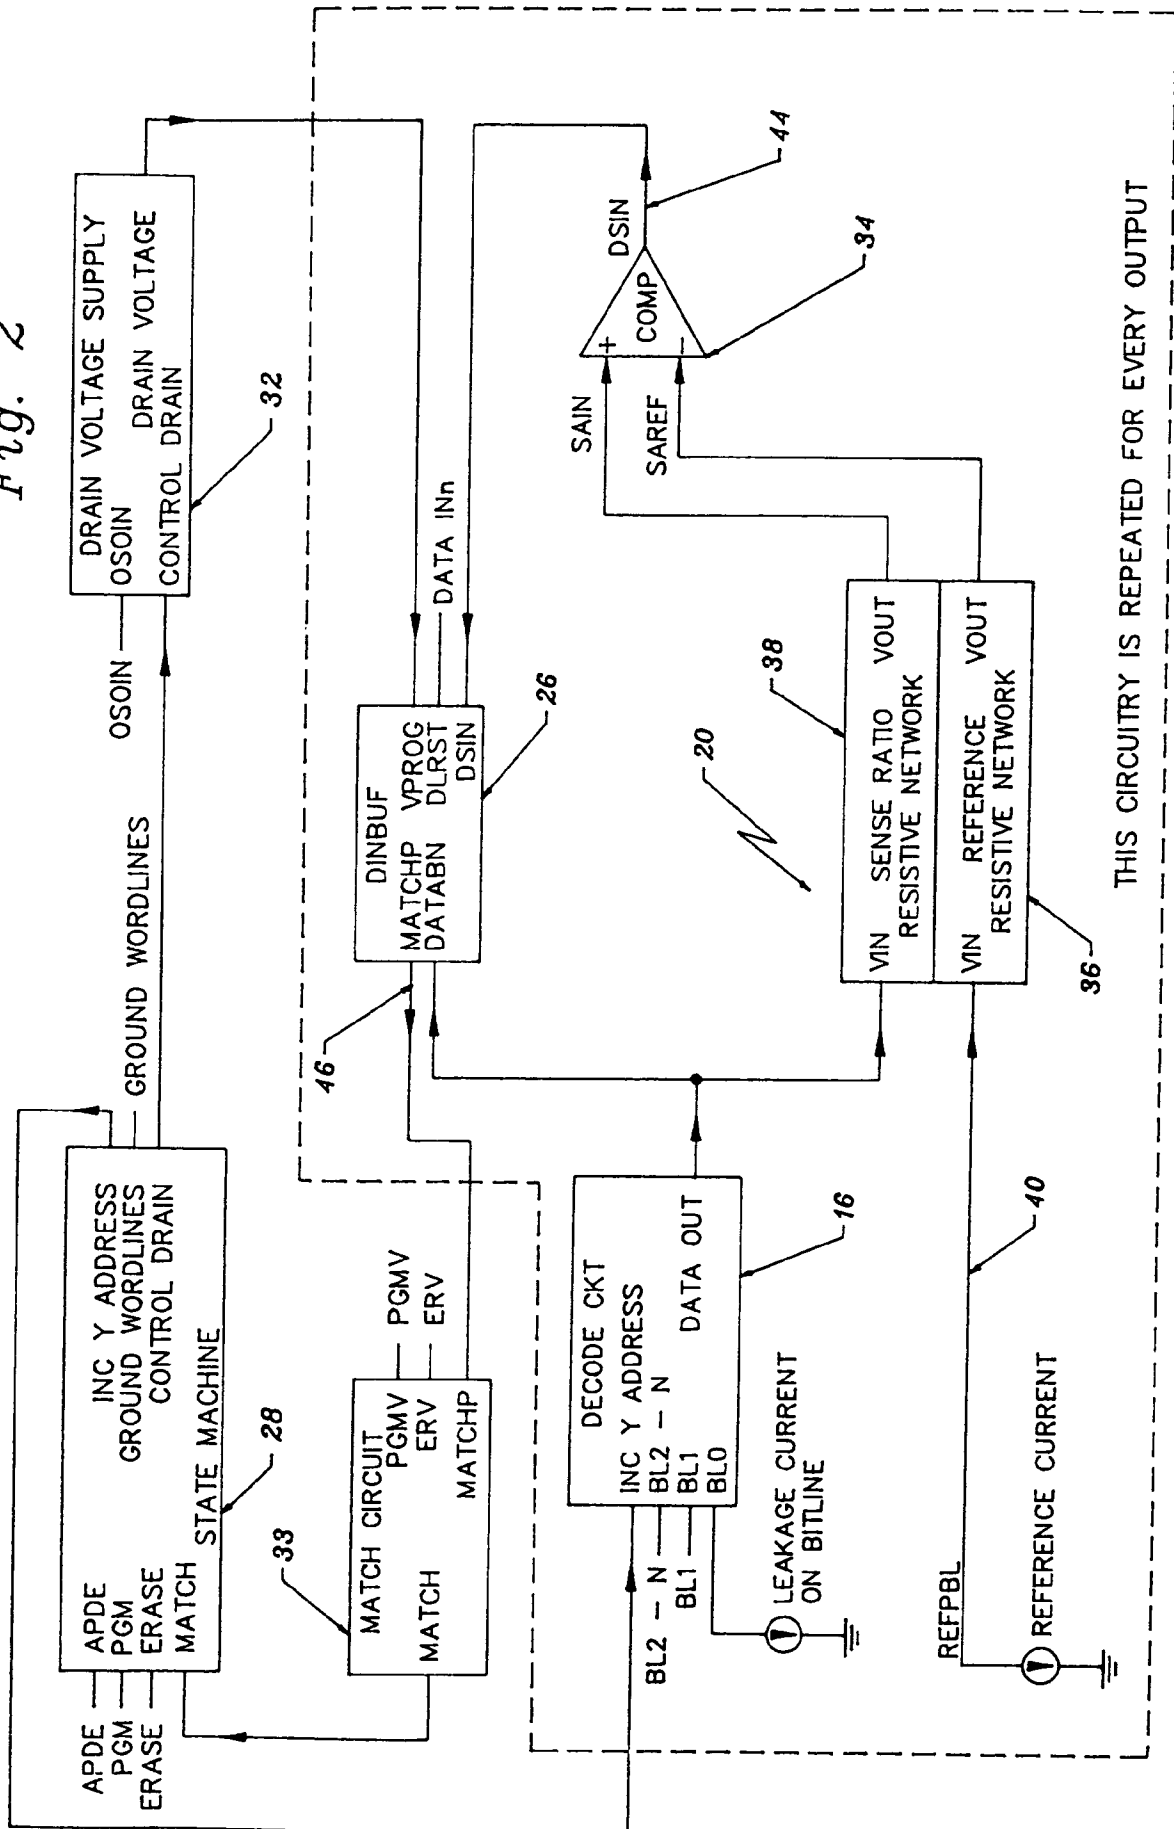 Fig. 2
APDE
PGM
ERASE
APDE
PGM
ERASE
MATCH
INC Y ADDRESS
GROUND WORDLINES
CONTROL DRAIN
STATE MACHINE
28
GROUND WORDLINES
OSOIN
DRAIN VOLTAGE SUPPLY
OSOIN
DRAIN VOLTAGE
CONTROL DRAIN
32
33
MATCH CIRCUIT
PGMV
ERV
MATCH
MATCHP
PGMV
ERV
46
DINBUF
MATCHP VPROG
DATABN DLRST
DSIN
26
DATA INn
DSIN
44
COMP
+
-
34
SAIN
SAREF
DECODE CKT
INC Y ADDRESS
BL2 - N
BL1
BL0
DATA OUT
16
BL2 - N
BL1
LEAKAGE CURRENT
ON BITLINE
20
38
VIN SENSE RATIO VOUT
RESISTIVE NETWORK
VIN REFERENCE VOUT
RESISTIVE NETWORK
36
REFPBL
40
REFERENCE CURRENT
THIS CIRCUITRY IS REPEATED FOR EVERY OUTPUT